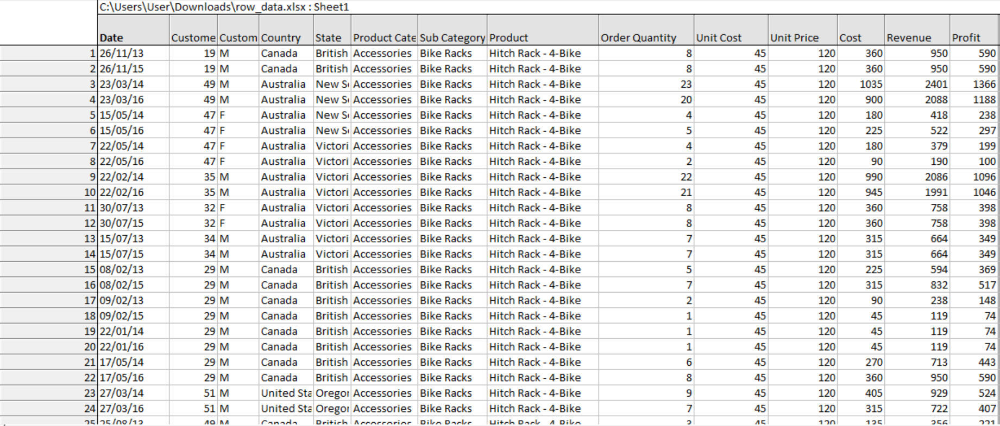 C:\Users\User\Downloads\row_data.xlsx : Sheet1
Date Custome Custom Country State Product Cate Sub Category Product Order Quantity Unit Cost Unit Price Cost Revenue Profit
1 26/11/13 19 M Canada British Accessories Bike Racks Hitch Rack - 4-Bike 8 45 120 360 950 590
2 26/11/15 19 M Canada British Accessories Bike Racks Hitch Rack - 4-Bike 8 45 120 360 950 590
3 23/03/14 49 M Australia New S Accessories Bike Racks Hitch Rack - 4-Bike 23 45 120 1035 2401 1366
4 23/03/16 49 M Australia New S Accessories Bike Racks Hitch Rack - 4-Bike 20 45 120 900 2088 1188
5 15/05/14 47 F Australia New S Accessories Bike Racks Hitch Rack - 4-Bike 4 45 120 180 418 238
6 15/05/16 47 F Australia New S Accessories Bike Racks Hitch Rack - 4-Bike 5 45 120 225 522 297
7 22/05/14 47 F Australia Victori Accessories Bike Racks Hitch Rack - 4-Bike 4 45 120 180 379 199
8 22/05/16 47 F Australia Victori Accessories Bike Racks Hitch Rack - 4-Bike 2 45 120 90 190 100
9 22/02/14 35 M Australia Victori Accessories Bike Racks Hitch Rack - 4-Bike 22 45 120 990 2086 1096
10 22/02/16 35 M Australia Victori Accessories Bike Racks Hitch Rack - 4-Bike 21 45 120 945 1991 1046
11 30/07/13 32 F Australia Victori Accessories Bike Racks Hitch Rack - 4-Bike 8 45 120 360 758 398
12 30/07/15 32 F Australia Victori Accessories Bike Racks Hitch Rack - 4-Bike 8 45 120 360 758 398
13 15/07/13 34 M Australia Victori Accessories Bike Racks Hitch Rack - 4-Bike 7 45 120 315 664 349
14 15/07/15 34 M Australia Victori Accessories Bike Racks Hitch Rack - 4-Bike 7 45 120 315 664 349
15 08/02/13 29 M Canada British Accessories Bike Racks Hitch Rack - 4-Bike 5 45 120 225 594 369
16 08/02/15 29 M Canada British Accessories Bike Racks Hitch Rack - 4-Bike 7 45 120 315 832 517
17 09/02/13 29 M Canada British Accessories Bike Racks Hitch Rack - 4-Bike 2 45 120 90 238 148
18 09/02/15 29 M Canada British Accessories Bike Racks Hitch Rack - 4-Bike 1 45 120 45 119 74
19 22/01/14 29 M Canada British Accessories Bike Racks Hitch Rack - 4-Bike 1 45 120 45 119 74
20 22/01/16 29 M Canada British Accessories Bike Racks Hitch Rack - 4-Bike 1 45 120 45 119 74
21 17/05/14 29 M Canada British Accessories Bike Racks Hitch Rack - 4-Bike 6 45 120 270 713 443
22 17/05/16 29 M Canada British Accessories Bike Racks Hitch Rack - 4-Bike 8 45 120 360 950 590
23 27/03/14 51 M United Sta Oregor Accessories Bike Racks Hitch Rack - 4-Bike 9 45 120 405 929 524
24 27/03/16 51 M United Sta Oregor Accessories Bike Racks Hitch Rack - 4-Bike 7 45 120 315 722 407
25 25/08/13 49 M Canada British Accessories Bike Racks Hitch Rack - 4-Bike 3 45 120 135 356 221